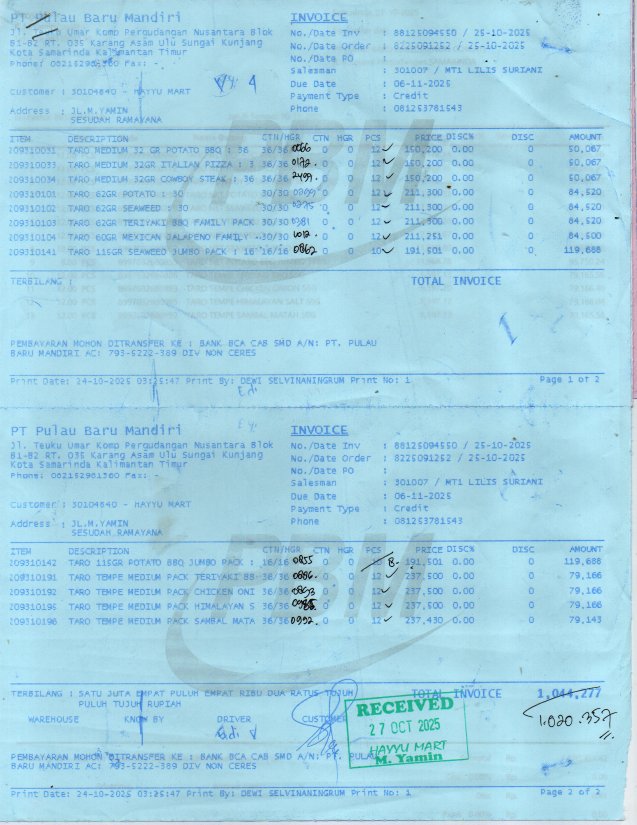 PT Pulau Baru Mandiri
INVOICE
Jl. Teuku Umar Komp Pergudangan Nusantara Blok
B1-B2 RT. 035 Karang Asam Ulu Sungai Kunjang
Kota Samarinda Kalimantan Timur
Phone: 082152981360 Fax: -
No./Date Inv : 88125094550 / 25-10-2025
No./Date Order : 8225091252 / 25-10-2025
No./Date PO :
Salesman : 301007 / MT1 LILIS SURIANI
Due Date : 06-11-2025
Payment Type : Credit
Phone : 081253781543
Customer : 30104640 - HAYYU MART
Address : JL.M.YAMIN
SESUDAH RAMAYANA
ITEM DESCRIPTION CTN/HGR CTN HGR PCS PRICE DISC% DISC AMOUNT
209310031 TARO MEDIUM 32 GR POTATO BBQ : 36 36/36 0 0 12 150,200 0.00 0 50,067
209310033 TARO MEDIUM 32GR ITALIAN PIZZA : 3 36/36 0172. 0 0 12 150,200 0.00 0 50,067
209310034 TARO MEDIUM 32GR COWBOY STEAK : 36 36/36 2499. 0 0 12 150,200 0.00 0 50,067
209310101 TARO 62GR POTATO : 30 30/30 0 0 12 211,300 0.00 0 84,520
209310102 TARO 62GR SEAWEED : 30 30/30 0 0 12 211,300 0.00 0 84,520
209310103 TARO 62GR TERIYAKI BBQ FAMILY PACK 30/30 0 0 12 211,300 0.00 0 84,520
209310104 TARO 60GR MEXICAN JALAPENO FAMILY 30/30 1012. 0 0 12 211,251 0.00 0 84,500
209310141 TARO 115GR SEAWEED JUMBO PACK : 16 16/16 0862 0 0 10 191,501 0.00 0 119,688
TERBILANG :
TOTAL INVOICE
PEMBAYARAN MOHON DITRANSFER KE : BANK BCA CAB SMD A/N: PT. PULAU
BARU MANDIRI AC: 793-5222-389 DIV NON CERES
Print Date: 24-10-2025 03:25:47 Print By: DEWI SELVINANINGRUM Print No: 1 Page 1 of 2
PT Pulau Baru Mandiri
INVOICE
Jl. Teuku Umar Komp Pergudangan Nusantara Blok
B1-B2 RT. 035 Karang Asam Ulu Sungai Kunjang
Kota Samarinda Kalimantan Timur
Phone: 082152981360 Fax: -
No./Date Inv : 88125094550 / 25-10-2025
No./Date Order : 8225091252 / 25-10-2025
No./Date PO :
Salesman : 301007 / MT1 LILIS SURIANI
Due Date : 06-11-2025
Payment Type : Credit
Phone : 081253781543
Customer : 30104640 - HAYYU MART
Address : JL.M.YAMIN
SESUDAH RAMAYANA
ITEM DESCRIPTION CTN/HGR CTN HGR PCS PRICE DISC% DISC AMOUNT
209310142 TARO 115GR POTATO BBQ JUMBO PACK : 16/16 0855 0 0 8- 191,501 0.00 0 119,688
209310191 TARO TEMPE MEDIUM PACK TERIYAKI BB 36/36 0886. 0 0 12 237,500 0.00 0 79,166
209310192 TARO TEMPE MEDIUM PACK CHICKEN ONI 36/36 0 0 12 237,500 0.00 0 79,166
209310195 TARO TEMPE MEDIUM PACK HIMALAYAN S 36/36 0 0 12 237,500 0.00 0 79,166
209310196 TARO TEMPE MEDIUM PACK SAMBAL MATA 36/36 0992. 0 0 12 237,430 0.00 0 79,143
TERBILANG : SATU JUTA EMPAT PULUH EMPAT RIBU DUA RATUS TUJUH
PULUH TUJUH RUPIAH
TOTAL INVOICE 1,044,277
1.020.357
WAREHOUSE KNOW BY DRIVER CUSTOMER
RECEIVED
27 OCT 2025
HAYYU MART
M. Yamin
PEMBAYARAN MOHON DITRANSFER KE : BANK BCA CAB SMD A/N: PT. PULAU
BARU MANDIRI AC: 793-5222-389 DIV NON CERES
Print Date: 24-10-2025 03:25:47 Print By: DEWI SELVINANINGRUM Print No: 1 Page 2 of 2